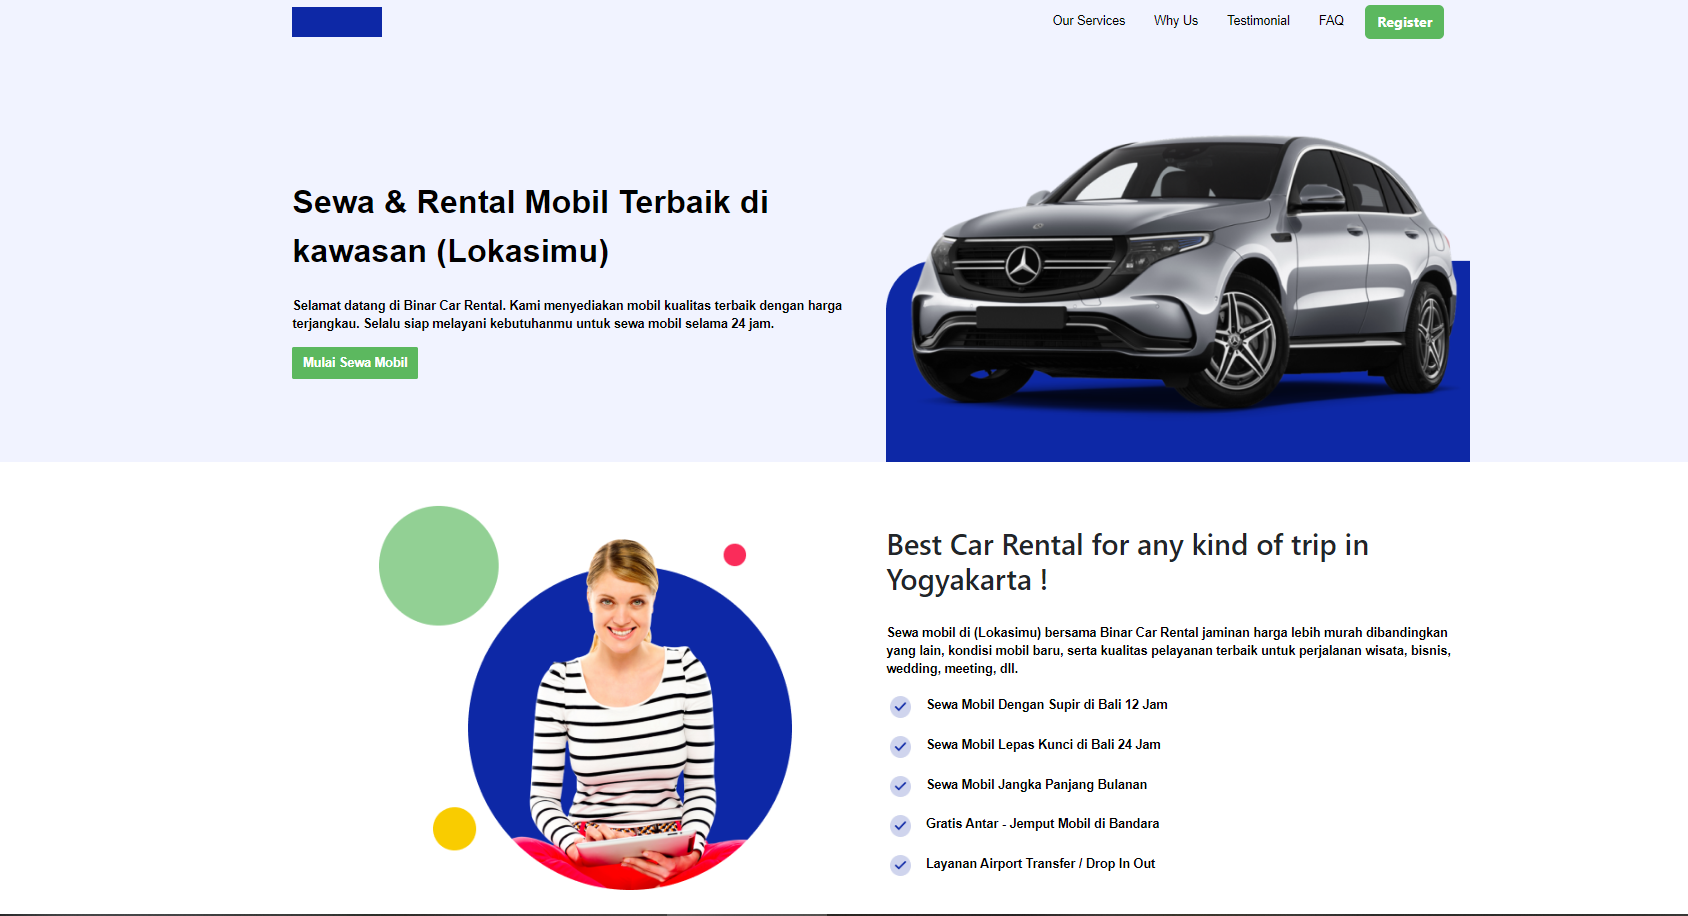 Our Services
Why Us
Testimonial
FAQ
Register
Sewa & Rental Mobil Terbaik di
kawasan (Lokasimu)
Selamat datang di Binar Car Rental. Kami menyediakan mobil kualitas terbaik dengan harga
terjangkau. Selalu siap melayani kebutuhanmu untuk sewa mobil selama 24 jam.
Mulai Sewa Mobil
Best Car Rental for any kind of trip in
Yogyakarta !
Sewa mobil di (Lokasimu) bersama Binar Car Rental jaminan harga lebih murah dibandingkan
yang lain, kondisi mobil baru, serta kualitas pelayanan terbaik untuk perjalanan wisata, bisnis,
wedding, meeting, dll.
Sewa Mobil Dengan Supir di Bali 12 Jam
Sewa Mobil Lepas Kunci di Bali 24 Jam
Sewa Mobil Jangka Panjang Bulanan
Gratis Antar - Jemput Mobil di Bandara
Layanan Airport Transfer / Drop In Out